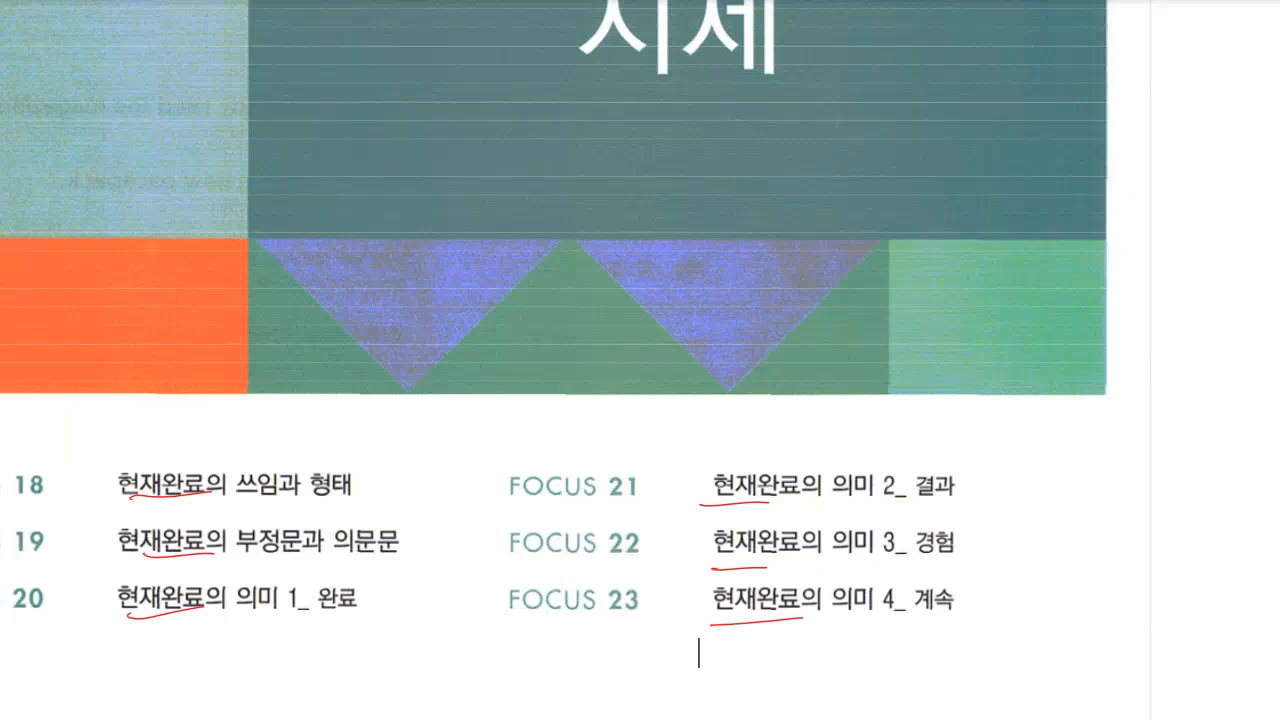 시제
18 현재완료의 쓰임과 형태
19 현재완료의 부정문과 의문문
20 현재완료의 의미 1_ 완료
FOCUS 21 현재완료의 의미 2_ 결과
FOCUS 22 현재완료의 의미 3_ 경험
FOCUS 23 현재완료의 의미 4_ 계속